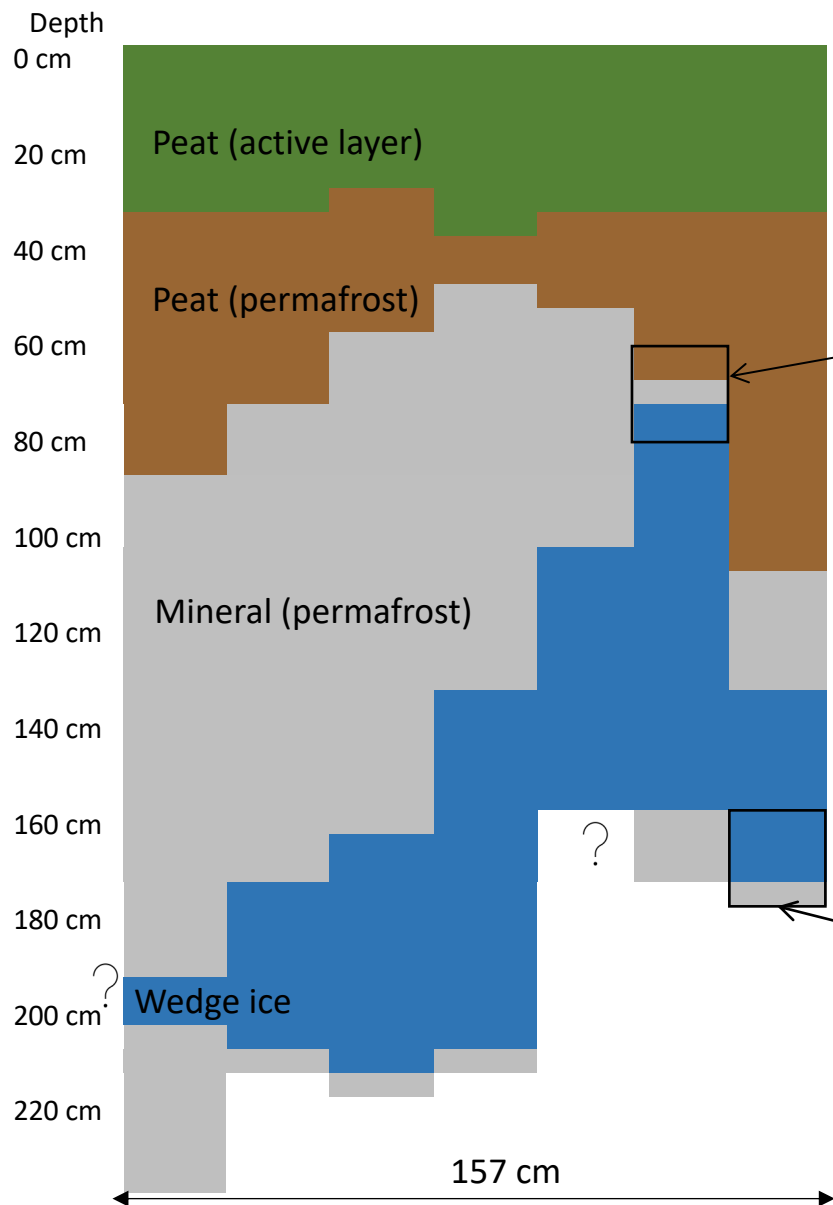 Depth
0 cm
20 cm
Peat (active layer)
40 cm
Peat (permafrost)
60 cm
80 cm
100 cm
Mineral (permafrost)
120 cm
140 cm
160 cm
?
180 cm
?
Wedge ice
200 cm
220 cm
157 cm